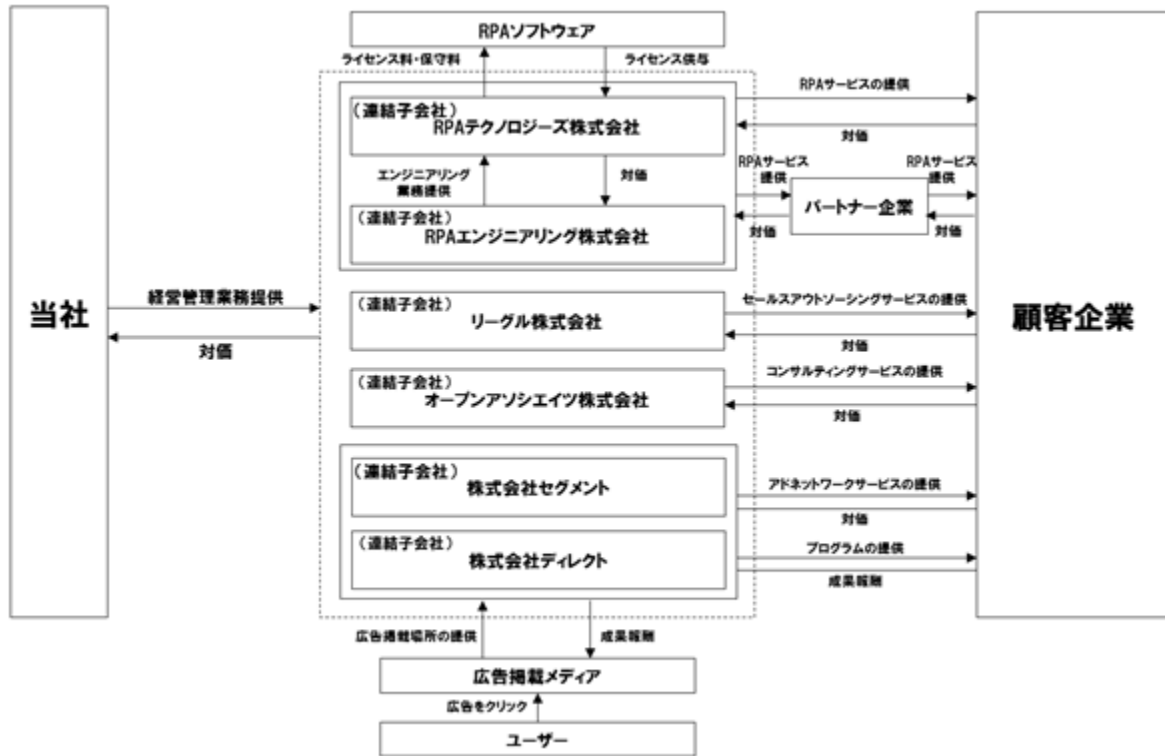 RPAソフトウェア
ライセンス料・保守料
ライセンス供与
(連結子会社)
RPAテクノロジーズ株式会社
RPAサービスの提供
対価
エンジニアリング
業務提供
対価
RPAサービス
提供
RPAサービス
提供
パートナー企業
対価
対価
(連結子会社)
RPAエンジニアリング株式会社
当社
経営管理業務提供
対価
(連結子会社)
リーグル株式会社
セールスアウトソーシングサービスの提供
対価
顧客企業
(連結子会社)
オープンアソシエイツ株式会社
コンサルティングサービスの提供
対価
(連結子会社)
株式会社セグメント
アドネットワークサービスの提供
対価
(連結子会社)
株式会社ディレクト
プログラムの提供
成果報酬
広告掲載場所の提供
成果報酬
広告掲載メディア
広告をクリック
ユーザー